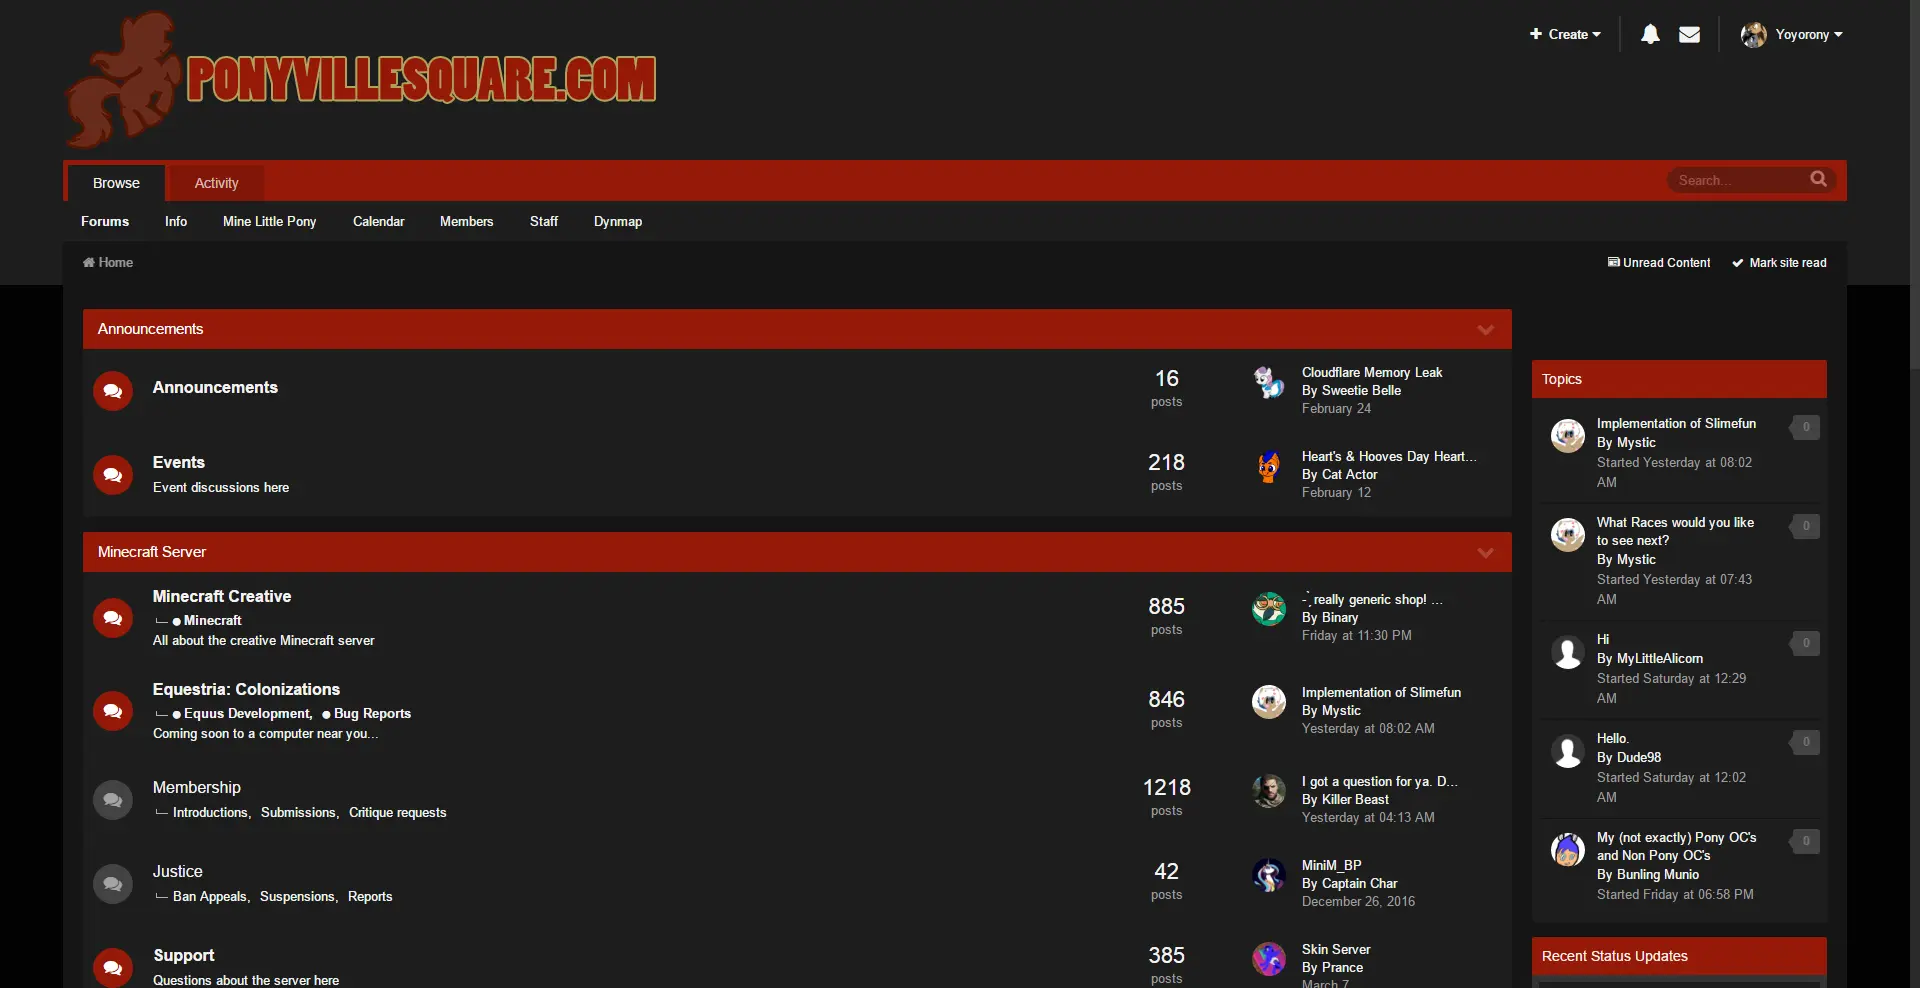 PONYVILLESQUARE.COM
Create
Yoyorony
Browse
Activity
Search...
Forums
Info
Mine Little Pony
Calendar
Members
Staff
Dynmap
Home
Unread Content
Mark site read
Announcements
Announcements
16
posts
Cloudflare Memory Leak
By Sweetie Belle
February 24
Events
Event discussions here
218
posts
Heart's & Hooves Day Heart...
By Cat Actor
February 12
Minecraft Server
Minecraft Creative
Minecraft
All about the creative Minecraft server
885
posts
really generic shop! ...
By Binary
Friday at 11:30 PM
Equestria: Colonizations
Equus Development, Bug Reports
Coming soon to a computer near you...
846
posts
Implementation of Slimefun
By Mystic
Yesterday at 08:02 AM
Membership
Introductions, Submissions, Critique requests
1218
posts
I got a question for ya. D...
By Killer Beast
Yesterday at 04:13 AM
Justice
Ban Appeals, Suspensions, Reports
42
posts
MiniM_BP
By Captain Char
December 26, 2016
Support
Questions about the server here
385
posts
Skin Server
By Prance
March 7
Topics
Implementation of Slimefun
By Mystic
Started Yesterday at 08:02
AM
0
What Races would you like
to see next?
By Mystic
Started Yesterday at 07:43
AM
0
Hi
By MyLittleAlicorn
Started Saturday at 12:29
AM
0
Hello.
By Dude98
Started Saturday at 12:02
AM
0
My (not exactly) Pony OC's
and Non Pony OC's
By Bunling Munio
Started Friday at 06:58 PM
0
Recent Status Updates